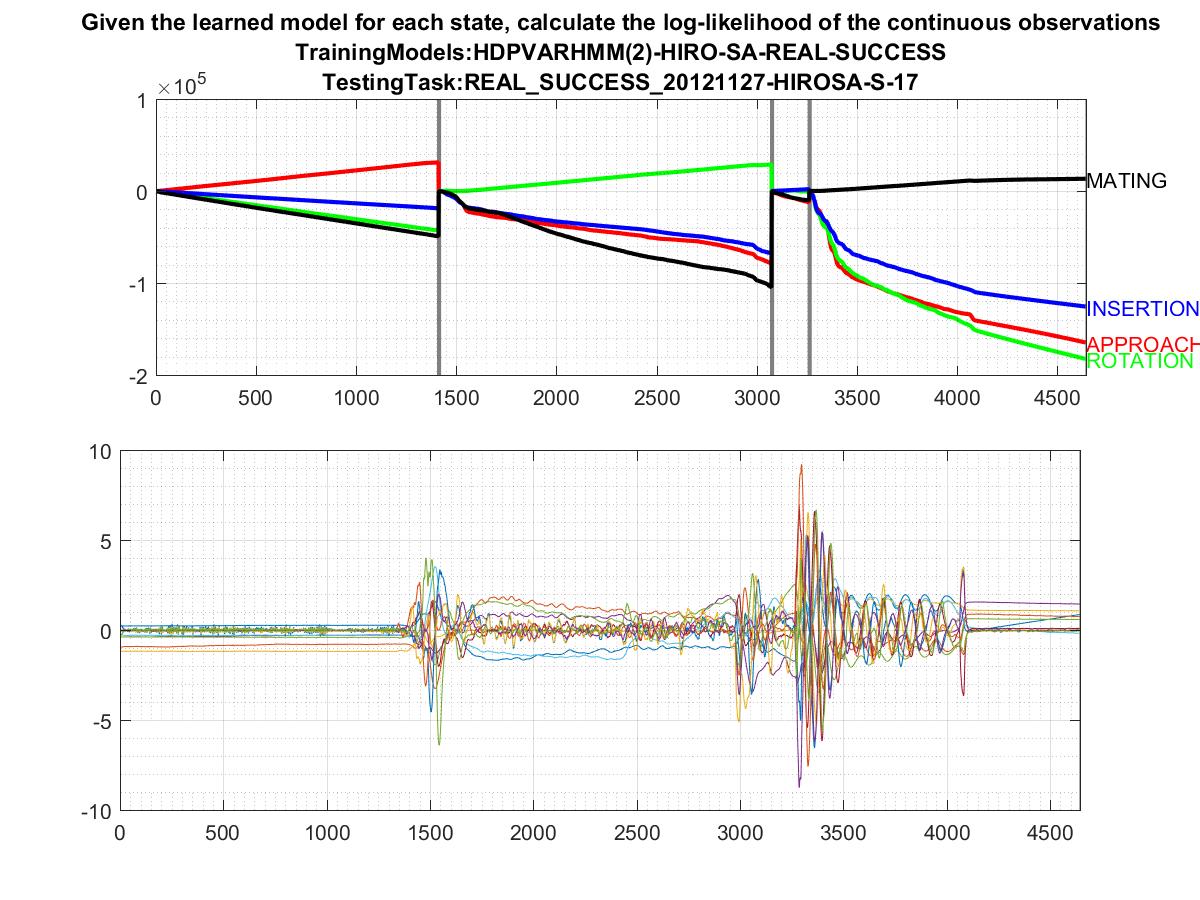 Given the learned model for each state, calculate the log-likelihood of the continuous observations
TrainingModels:HDPVARHMM(2)-HIRO-SA-REAL-SUCCESS
TestingTask:REAL_SUCCESS_20121127-HIROSA-S-17
×10^5
1
0
-1
-2
0 500 1000 1500 2000 2500 3000 3500 4000 4500
MATING
INSERTION
APPROACH
ROTATION
10
5
0
-5
-10
0 500 1000 1500 2000 2500 3000 3500 4000 4500